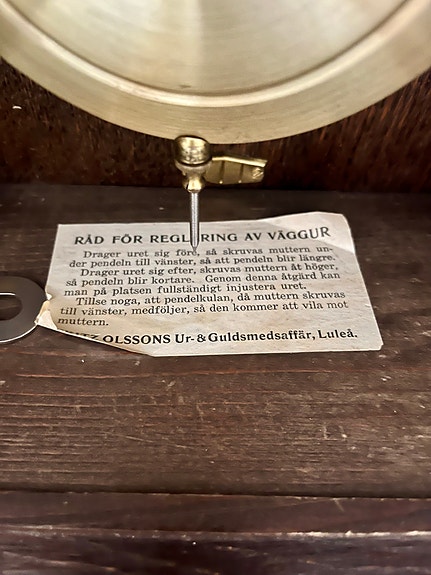 RÅD FÖR REGLERING AV VÄGGUR
Drager uret sig före, så skruvas muttern un-
der pendeln till vänster, så att pendeln blir längre.
Drager uret sig efter, skruvas muttern åt höger,
så pendeln blir kortare. Genom denna åtgärd kan
man på platsen fullständigt injustera uret.
Tillse noga, att pendelkulan, då muttern skruvas
till vänster, medföljer, så den kommer att vila mot
muttern.
OLSSONS Ur- & Guldsmedsaffär, Luleå.